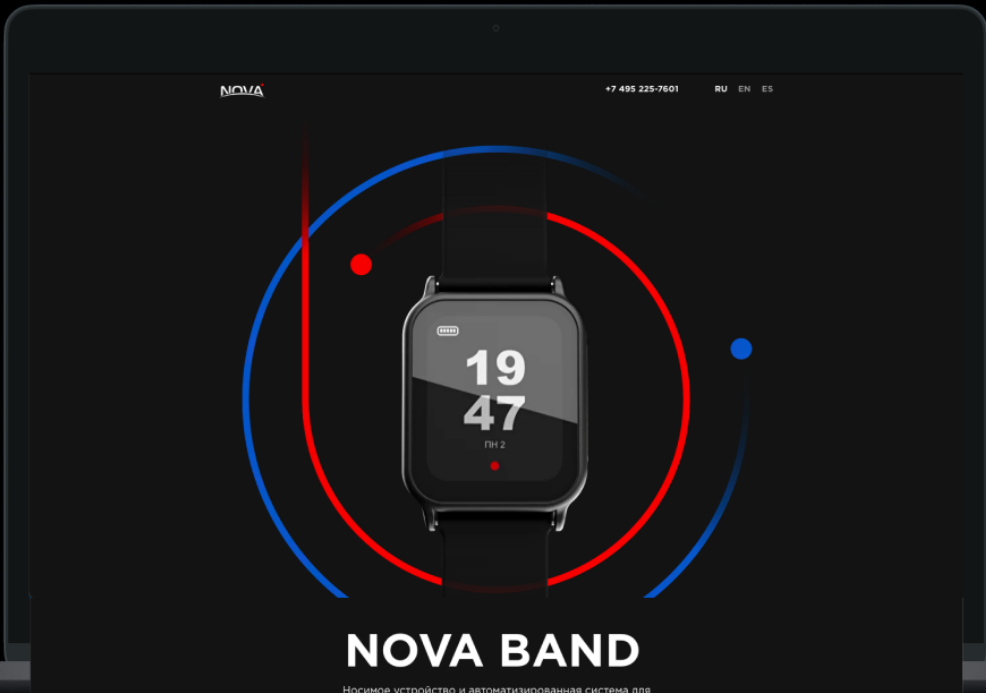 NOVA
+7 495 225-7601
RU EN ES
19
47
ПН 2
NOVA BAND
Носимое устройство и автоматизированная система для